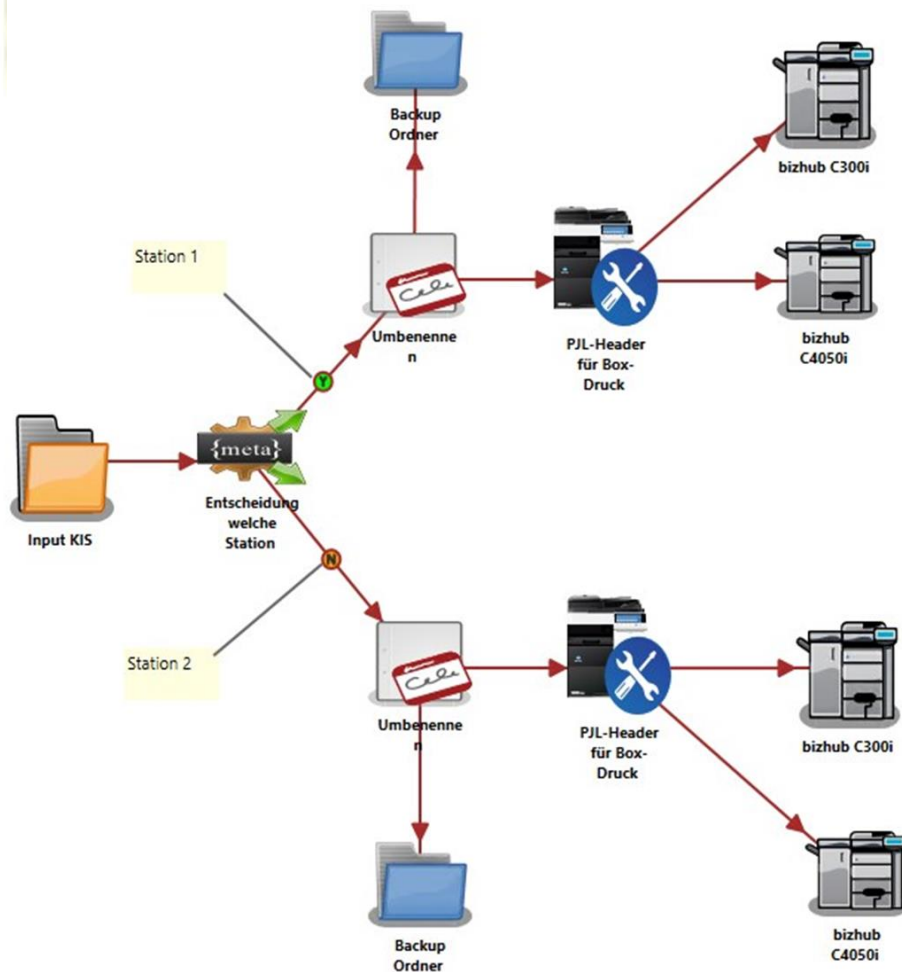 Backup
Ordner
bizhub C300i
Station 1
Umbenenne
n
PJL-Header
für Box-
Druck
bizhub
C4050i
Y
{meta}
Input KIS
Entscheidung
welche
Station
N
Station 2
Umbenenne
n
PJL-Header
für Box-
Druck
bizhub C300i
Backup
Ordner
bizhub
C4050i